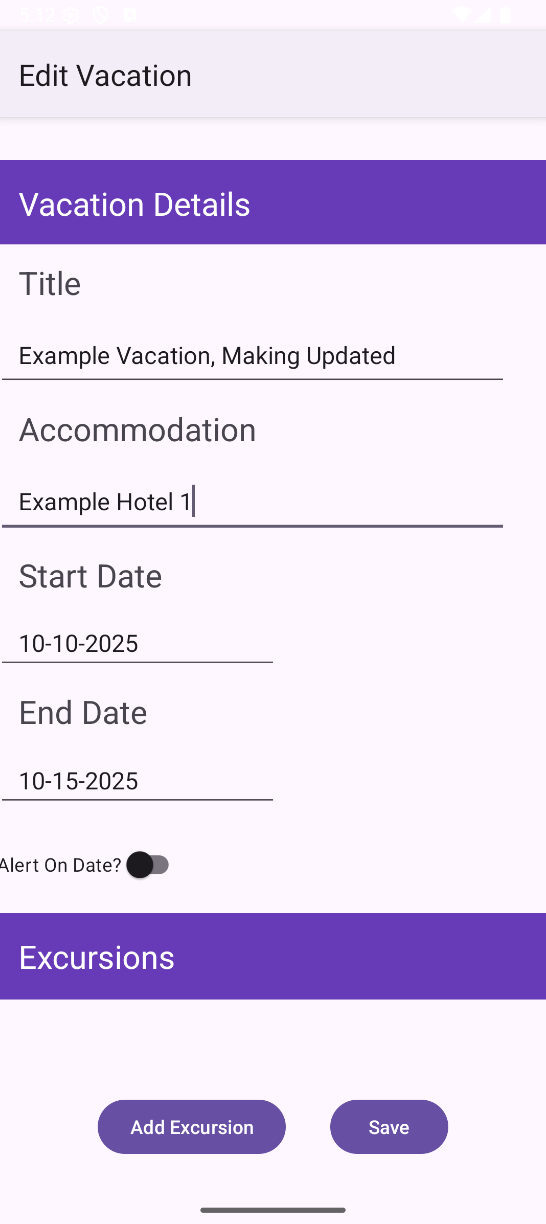 5:12
Edit Vacation
Vacation Details
Title
Example Vacation, Making Updated
Accommodation
Example Hotel 1
Start Date
10-10-2025
End Date
10-15-2025
Alert On Date?
Excursions
Add Excursion
Save